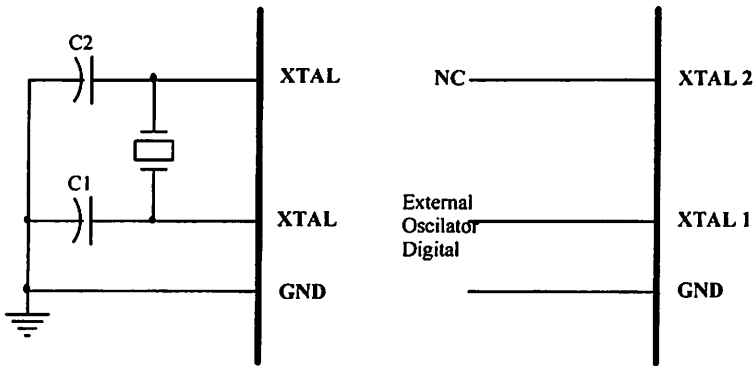 C2
XTAL
C1
XTAL
GND
NC
XTAL 2
External
Oscilator
Digital
XTAL 1
GND